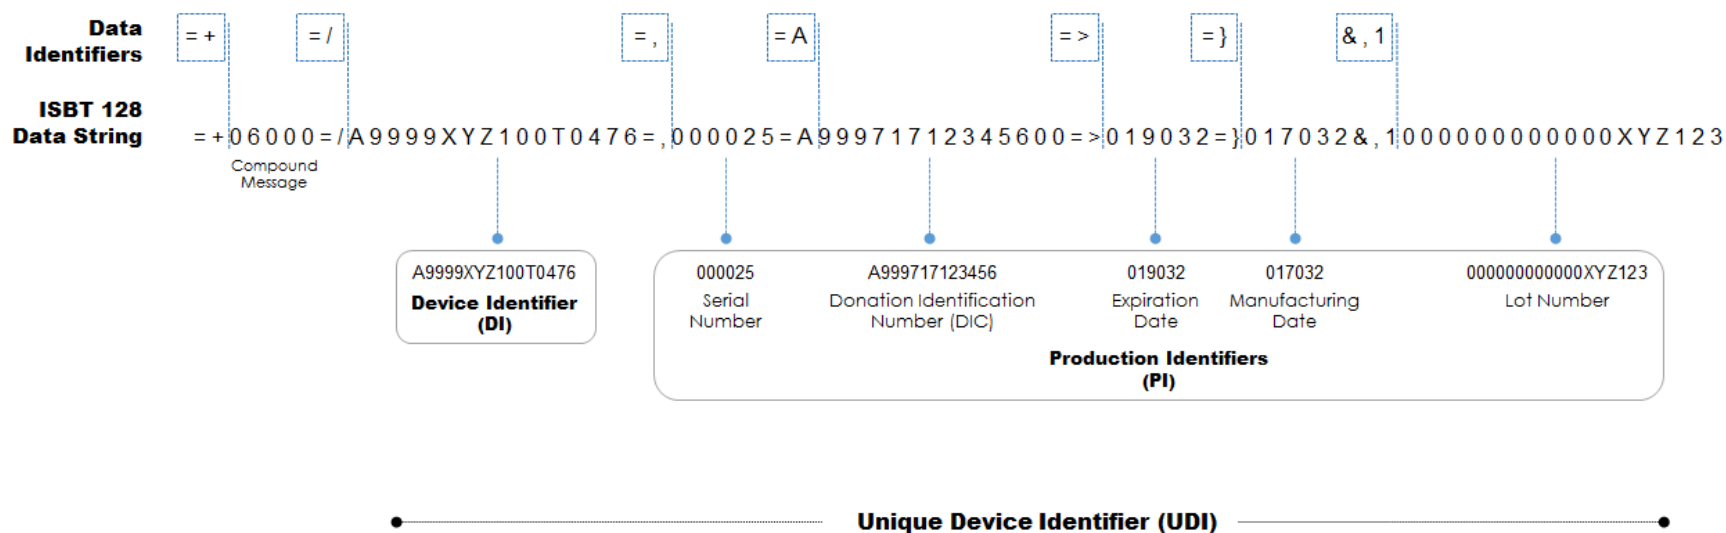 Data
Identifiers
=+
=/
=,
=A
=>
=}
&,1
ISBT 128
Data String
=+06000=/A9999XYZ100T0476=,000025=A99971712345600=>019032=}017032&,1000000000000XYZ123
Compound
Message
A9999XYZ100T0476
Device Identifier
(DI)
000025
Serial
Number
A999717123456
Donation Identification
Number (DIC)
019032
Expiration
Date
017032
Manufacturing
Date
000000000000XYZ123
Lot Number
Production Identifiers
(PI)
Unique Device Identifier (UDI)